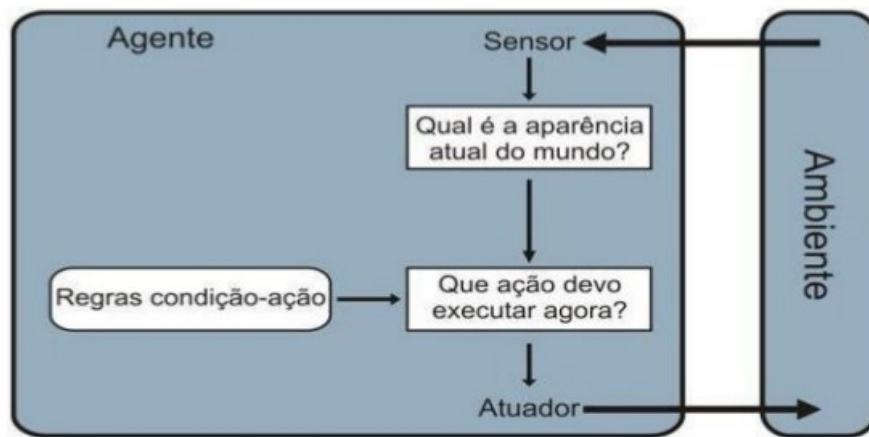 Agente
Sensor
Qual é a aparência
atual do mundo?
Regras condição-ação
Que ação devo
executar agora?
Atuador
Ambiente